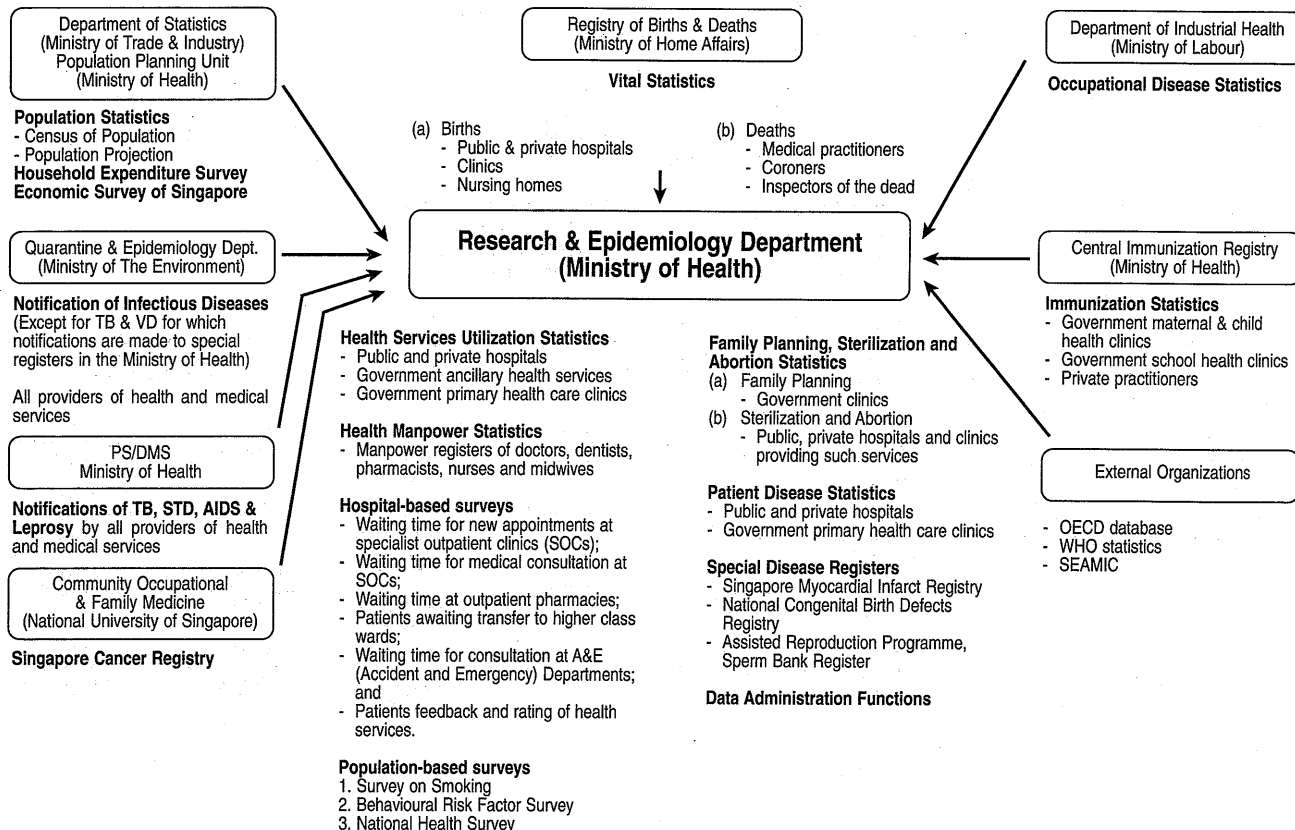 Department of Statistics
(Ministry of Trade & Industry)
Population Planning Unit
(Ministry of Health)
Population Statistics
- Census of Population
- Population Projection
Household Expenditure Survey
Economic Survey of Singapore
Registry of Births & Deaths
(Ministry of Home Affairs)
Vital Statistics
(a) Births
- Public & private hospitals
- Clinics
- Nursing homes
(b) Deaths
- Medical practitioners
- Coroners
- Inspectors of the dead
Department of Industrial Health
(Ministry of Labour)
Occupational Disease Statistics
Research & Epidemiology Department
(Ministry of Health)
Quarantine & Epidemiology Dept.
(Ministry of The Environment)
Notification of Infectious Diseases
(Except for TB & VD for which
notifications are made to special
registers in the Ministry of Health)
All providers of health and medical
services
PS/DMS
Ministry of Health
Notifications of TB, STD, AIDS &
Leprosy by all providers of health
and medical services
Community Occupational
& Family Medicine
(National University of Singapore)
Singapore Cancer Registry
Health Services Utilization Statistics
- Public and private hospitals
- Government ancillary health services
- Government primary health care clinics
Health Manpower Statistics
- Manpower registers of doctors, dentists,
pharmacists, nurses and midwives
Hospital-based surveys
- Waiting time for new appointments at
specialist outpatient clinics (SOCs);
- Waiting time for medical consultation at
SOCs;
- Waiting time at outpatient pharmacies;
- Patients awaiting transfer to higher class
wards;
- Waiting time for consultation at A&E
(Accident and Emergency) Departments;
and
- Patients feedback and rating of health
services.
Population-based surveys
1. Survey on Smoking
2. Behavioural Risk Factor Survey
3. National Health Survey
Family Planning, Sterilization and
Abortion Statistics
(a) Family Planning
- Government clinics
(b) Sterilization and Abortion
- Public, private hospitals and clinics
providing such services
Patient Disease Statistics
- Public and private hospitals
- Government primary health care clinics
Special Disease Registers
- Singapore Myocardial Infarct Registry
- National Congenital Birth Defects
Registry
- Assisted Reproduction Programme,
Sperm Bank Register
Data Administration Functions
Central Immunization Registry
(Ministry of Health)
Immunization Statistics
- Government maternal & child
health clinics
- Government school health clinics
- Private practitioners
External Organizations
- OECD database
- WHO statistics
- SEAMIC